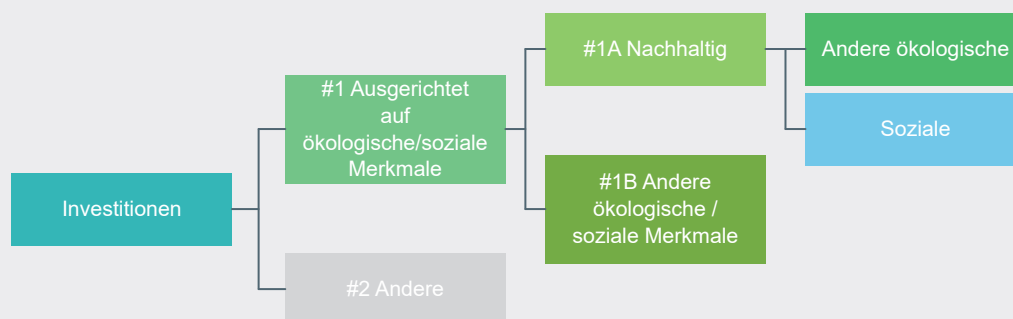 Investitionen
#1 Ausgerichtet
auf
ökologische/soziale
Merkmale
#2 Andere
#1A Nachhaltig
#1B Andere
ökologische /
soziale Merkmale
Andere ökologische
Soziale